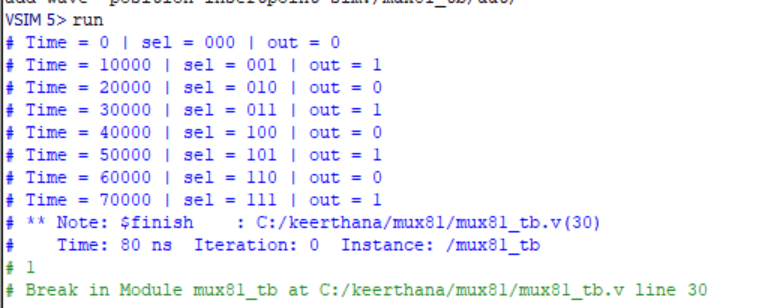 VSIM 5> run
# Time = 0 | sel = 000 | out = 0
# Time = 10000 | sel = 001 | out = 1
# Time = 20000 | sel = 010 | out = 0
# Time = 30000 | sel = 011 | out = 1
# Time = 40000 | sel = 100 | out = 0
# Time = 50000 | sel = 101 | out = 1
# Time = 60000 | sel = 110 | out = 0
# Time = 70000 | sel = 111 | out = 1
# ** Note: $finish    : C:/keerthana/mux81/mux81_tb.v(30)
#    Time: 80 ns  Iteration: 0  Instance: /mux81_tb
# 1
# Break in Module mux81_tb at C:/keerthana/mux81/mux81_tb.v line 30